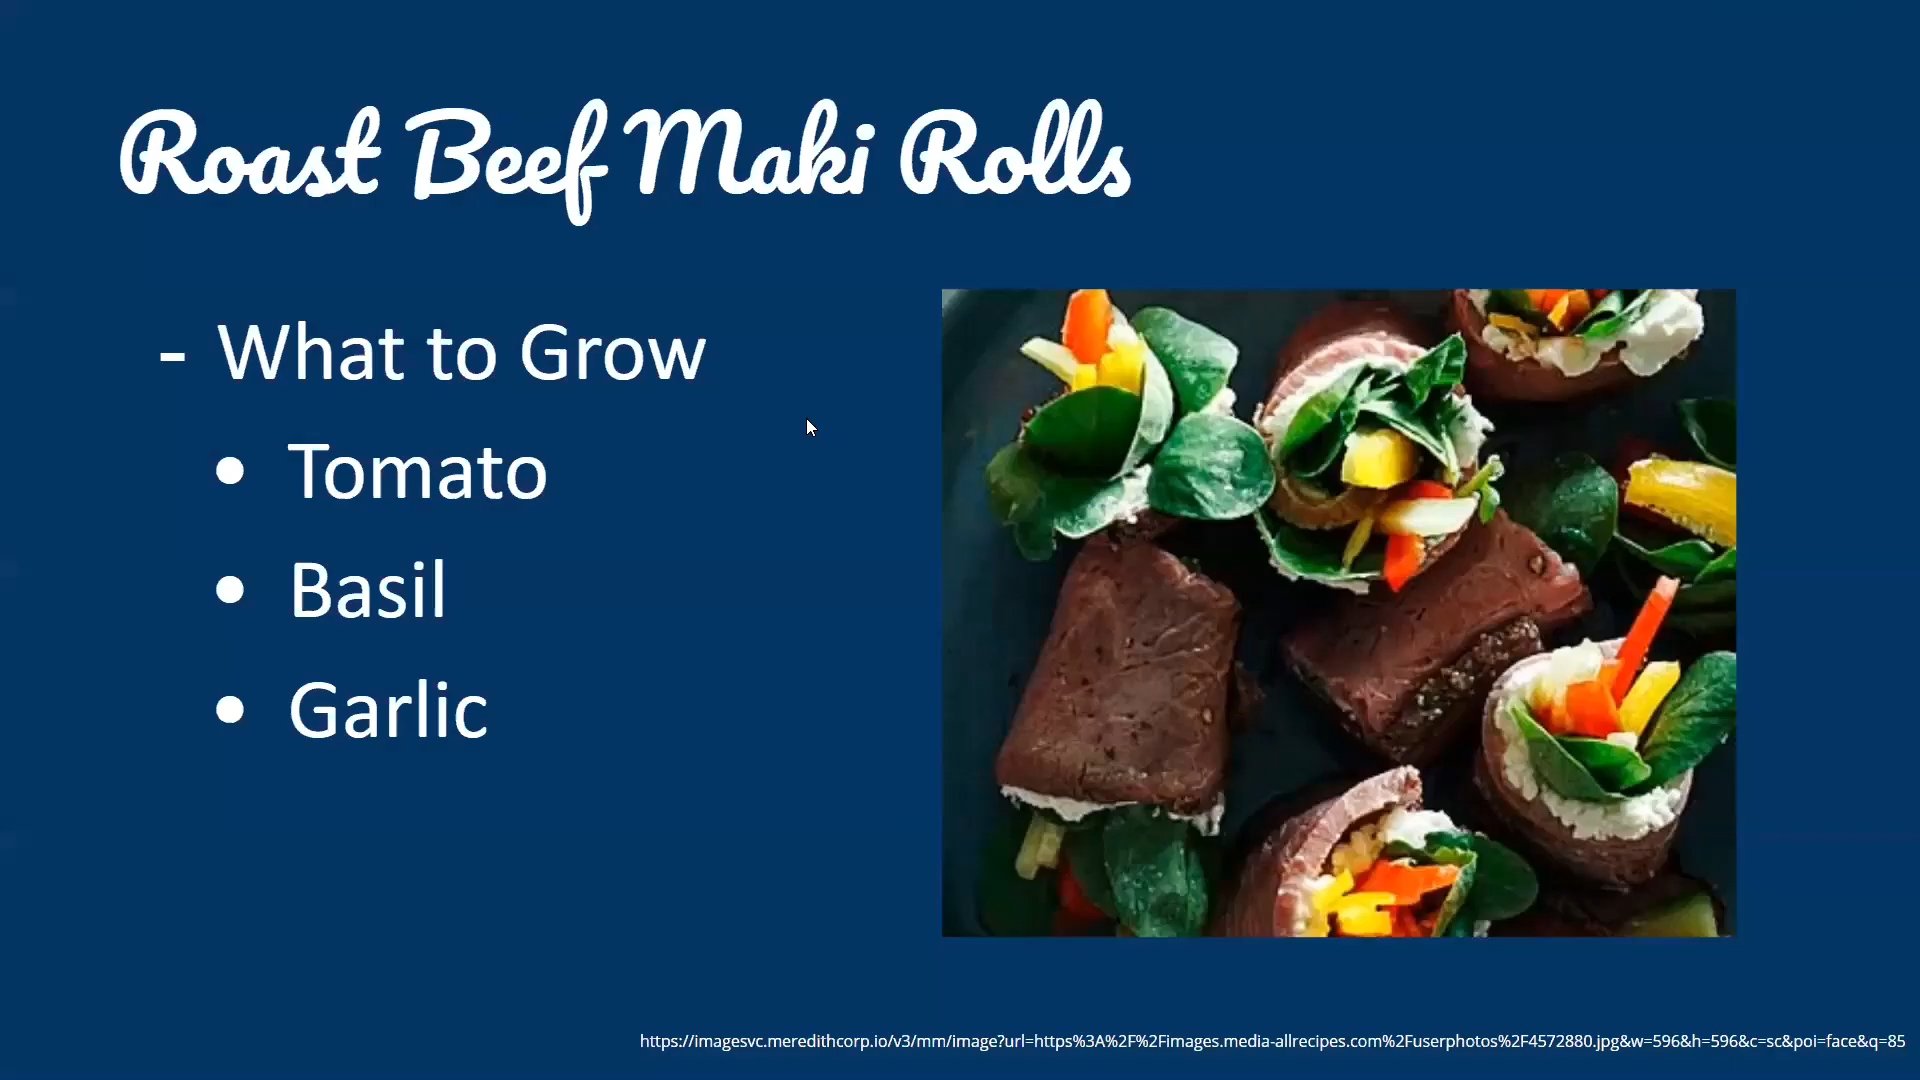 Roast Beef Maki Rolls
- What to Grow
• Tomato
• Basil
• Garlic
https://imagesvc.meredithcorp.io/v3/mm/image?url=https%3A%2F%2Fimages.media-allrecipes.com%2Fuserphotos%2F4572880.jpg&w=596&h=596&c=sc&poi=face&q=85